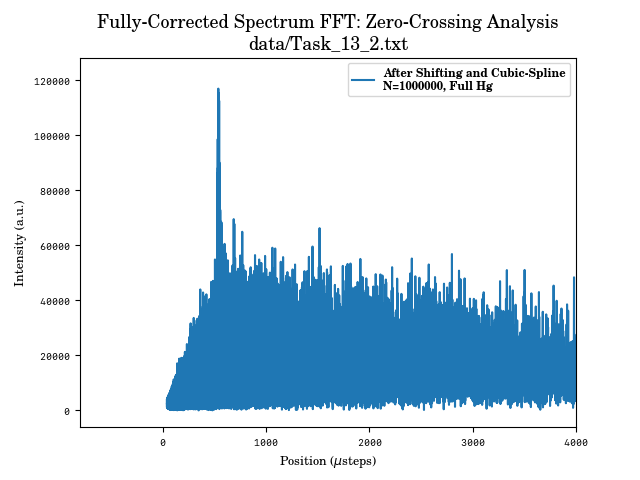 Fully-Corrected Spectrum FFT: Zero-Crossing Analysis
data/Task_13_2.txt
After Shifting and Cubic-Spline
N=1000000, Full Hg
120000
100000
80000
60000
40000
20000
0
Intensity (a.u.)
0 1000 2000 3000 4000
Position (μsteps)